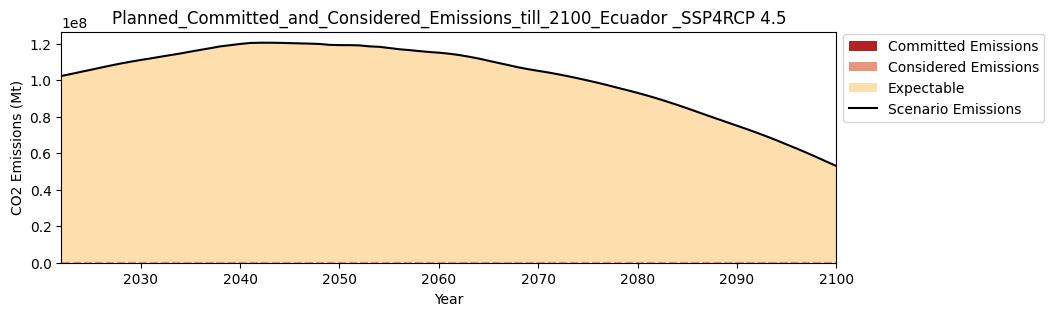 Planned_Committed_and_Considered_Emissions_till_2100_Ecuador _SSP4RCP 4.5
1e8
1.2
1.0
0.8
0.6
0.4
0.2
0.0
CO2 Emissions (Mt)
2030 2040 2050 2060 2070 2080 2090 2100
Year
Committed Emissions
Considered Emissions
Expectable
Scenario Emissions